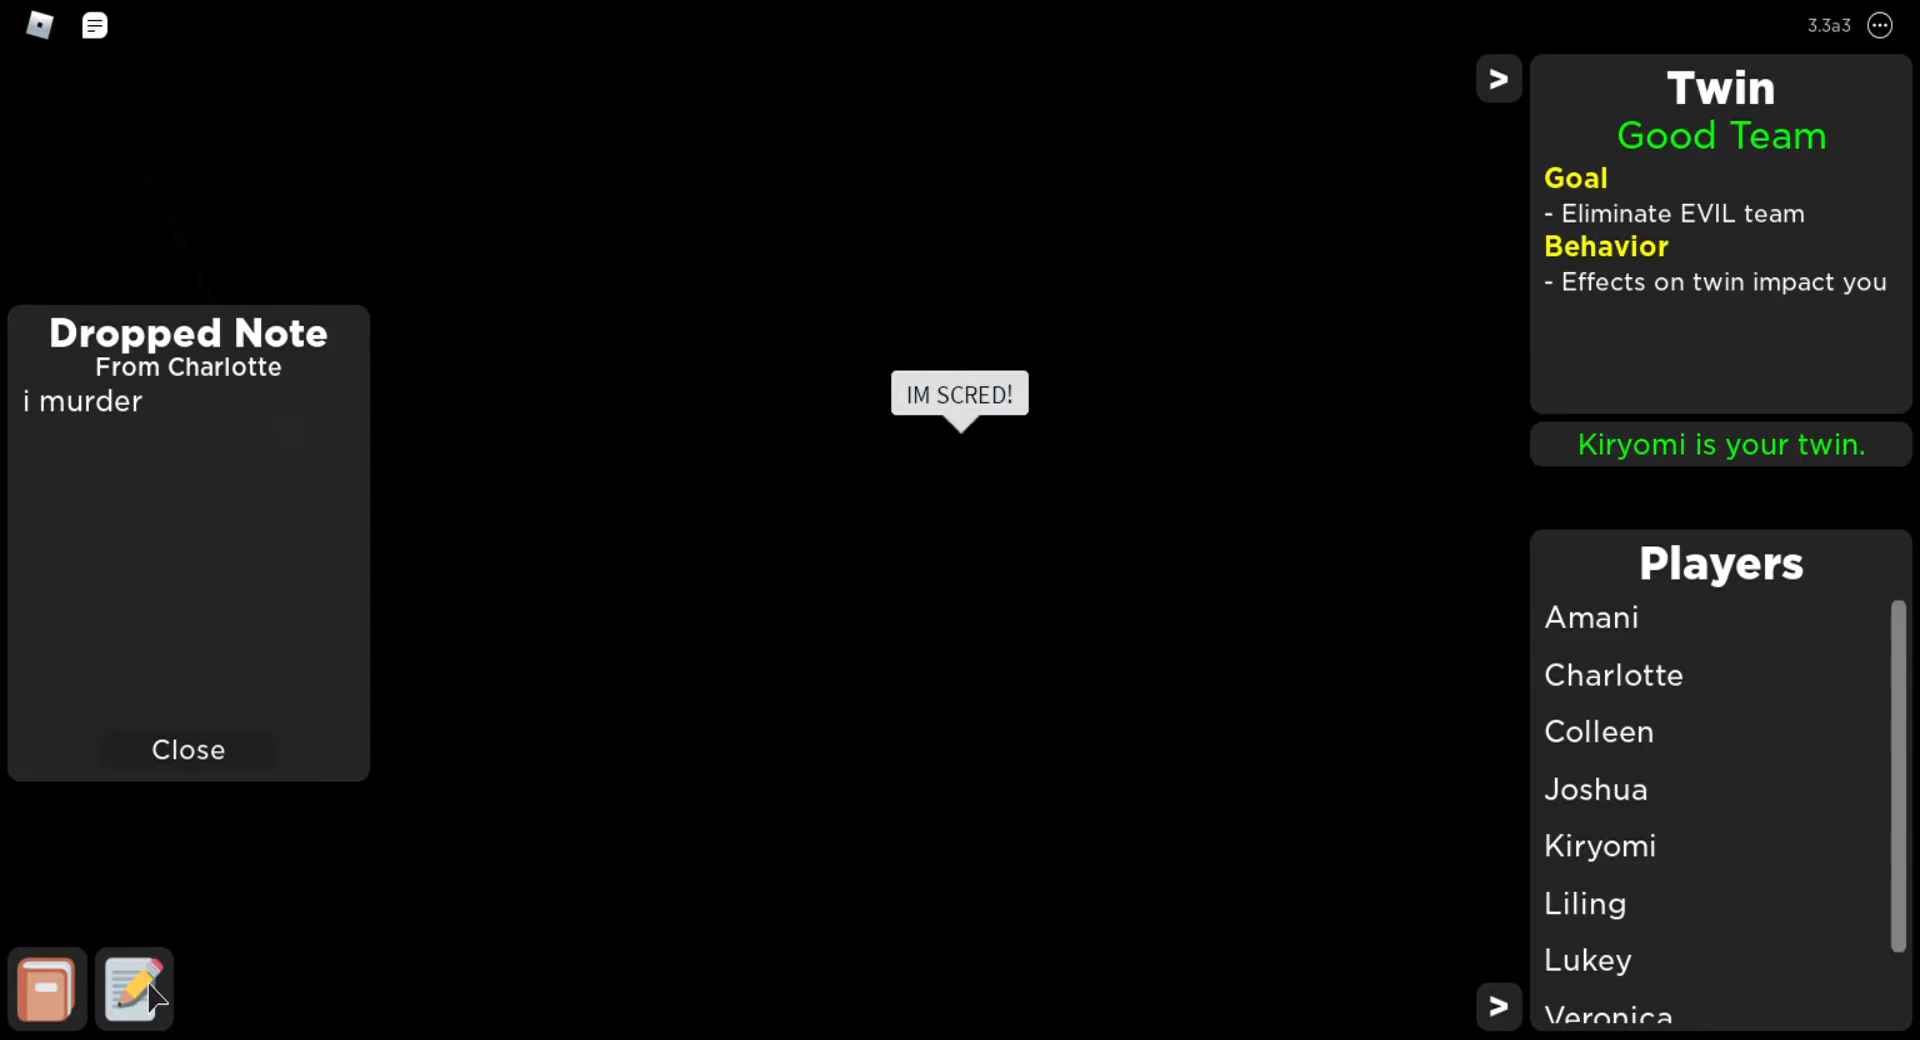 3.3a3
>
Twin
Good Team
Goal
- Eliminate EVIL team
Behavior
- Effects on twin impact you
Dropped Note
From Charlotte
i murder
Close
IM SCRED!
Kiryomi is your twin.
Players
Amani
Charlotte
Colleen
Joshua
Kiryomi
Liling
Lukey
Veronica
>